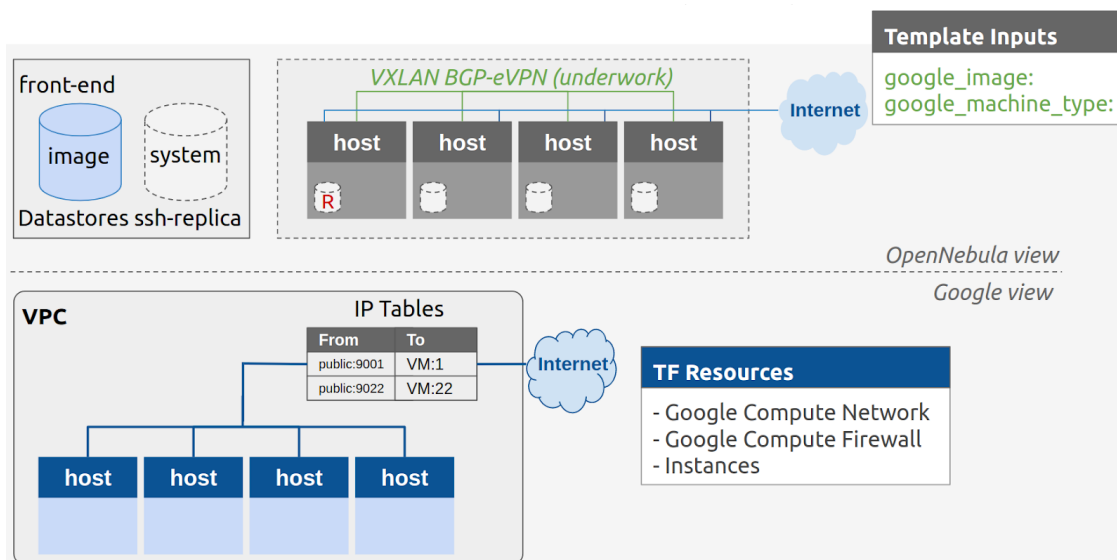 Template Inputs
google_image:
google_machine_type:
front-end
image
system
Datastores ssh-replica
VXLAN BGP-eVPN (underwork)
Internet
host
host
host
host
R
OpenNebula view
Google view
VPC
IP Tables
From To
public:9001 VM:1
public:9022 VM:22
Internet
host
host
host
host
TF Resources
- Google Compute Network
- Google Compute Firewall
- Instances